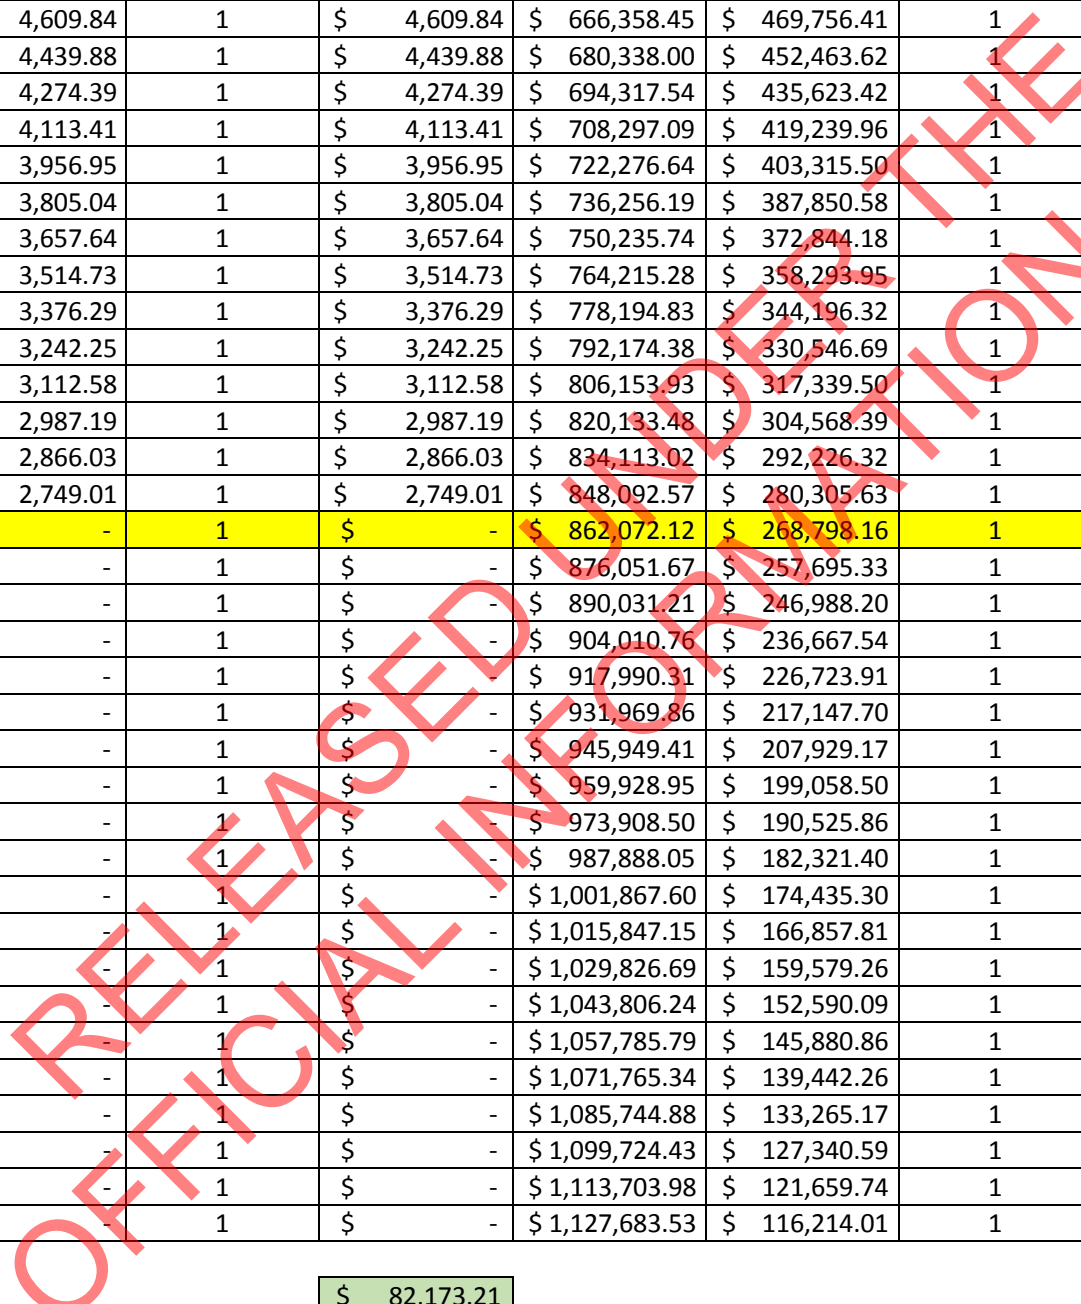 4,609.84 1 $ 4,609.84 $ 666,358.45 $ 469,756.41 1
4,439.88 1 $ 4,439.88 $ 680,338.00 $ 452,463.62 1
4,274.39 1 $ 4,274.39 $ 694,317.54 $ 435,623.42 1
4,113.41 1 $ 4,113.41 $ 708,297.09 $ 419,239.96 1
3,956.95 1 $ 3,956.95 $ 722,276.64 $ 403,315.50 1
3,805.04 1 $ 3,805.04 $ 736,256.19 $ 387,850.58 1
3,657.64 1 $ 3,657.64 $ 750,235.74 $ 372,844.18 1
3,514.73 1 $ 3,514.73 $ 764,215.28 $ 358,293.95 1
3,376.29 1 $ 3,376.29 $ 778,194.83 $ 344,196.32 1
3,242.25 1 $ 3,242.25 $ 792,174.38 $ 330,546.69 1
3,112.58 1 $ 3,112.58 $ 806,153.93 $ 317,339.50 1
2,987.19 1 $ 2,987.19 $ 820,133.48 $ 304,568.39 1
2,866.03 1 $ 2,866.03 $ 834,113.02 $ 292,226.32 1
2,749.01 1 $ 2,749.01 $ 848,092.57 $ 280,305.63 1
- 1 $ - $ 862,072.12 $ 268,798.16 1
- 1 $ - $ 876,051.67 $ 257,695.33 1
- 1 $ - $ 890,031.21 $ 246,988.20 1
- 1 $ - $ 904,010.76 $ 236,667.54 1
- 1 $ - $ 917,990.31 $ 226,723.91 1
- 1 $ - $ 931,969.86 $ 217,147.70 1
- 1 $ - $ 945,949.41 $ 207,929.17 1
- 1 $ - $ 959,928.95 $ 199,058.50 1
- 1 $ - $ 973,908.50 $ 190,525.86 1
- 1 $ - $ 987,888.05 $ 182,321.40 1
- 1 $ - $ 1,001,867.60 $ 174,435.30 1
- 1 $ - $ 1,015,847.15 $ 166,857.81 1
- 1 $ - $ 1,029,826.69 $ 159,579.26 1
- 1 $ - $ 1,043,806.24 $ 152,590.09 1
- 1 $ - $ 1,057,785.79 $ 145,880.86 1
- 1 $ - $ 1,071,765.34 $ 139,442.26 1
- 1 $ - $ 1,085,744.88 $ 133,265.17 1
- 1 $ - $ 1,099,724.43 $ 127,340.59 1
- 1 $ - $ 1,113,703.98 $ 121,659.74 1
- 1 $ - $ 1,127,683.53 $ 116,214.01 1
$ 82,173.21
RELEASED UNDER THE
OFFICIAL INFORMATION